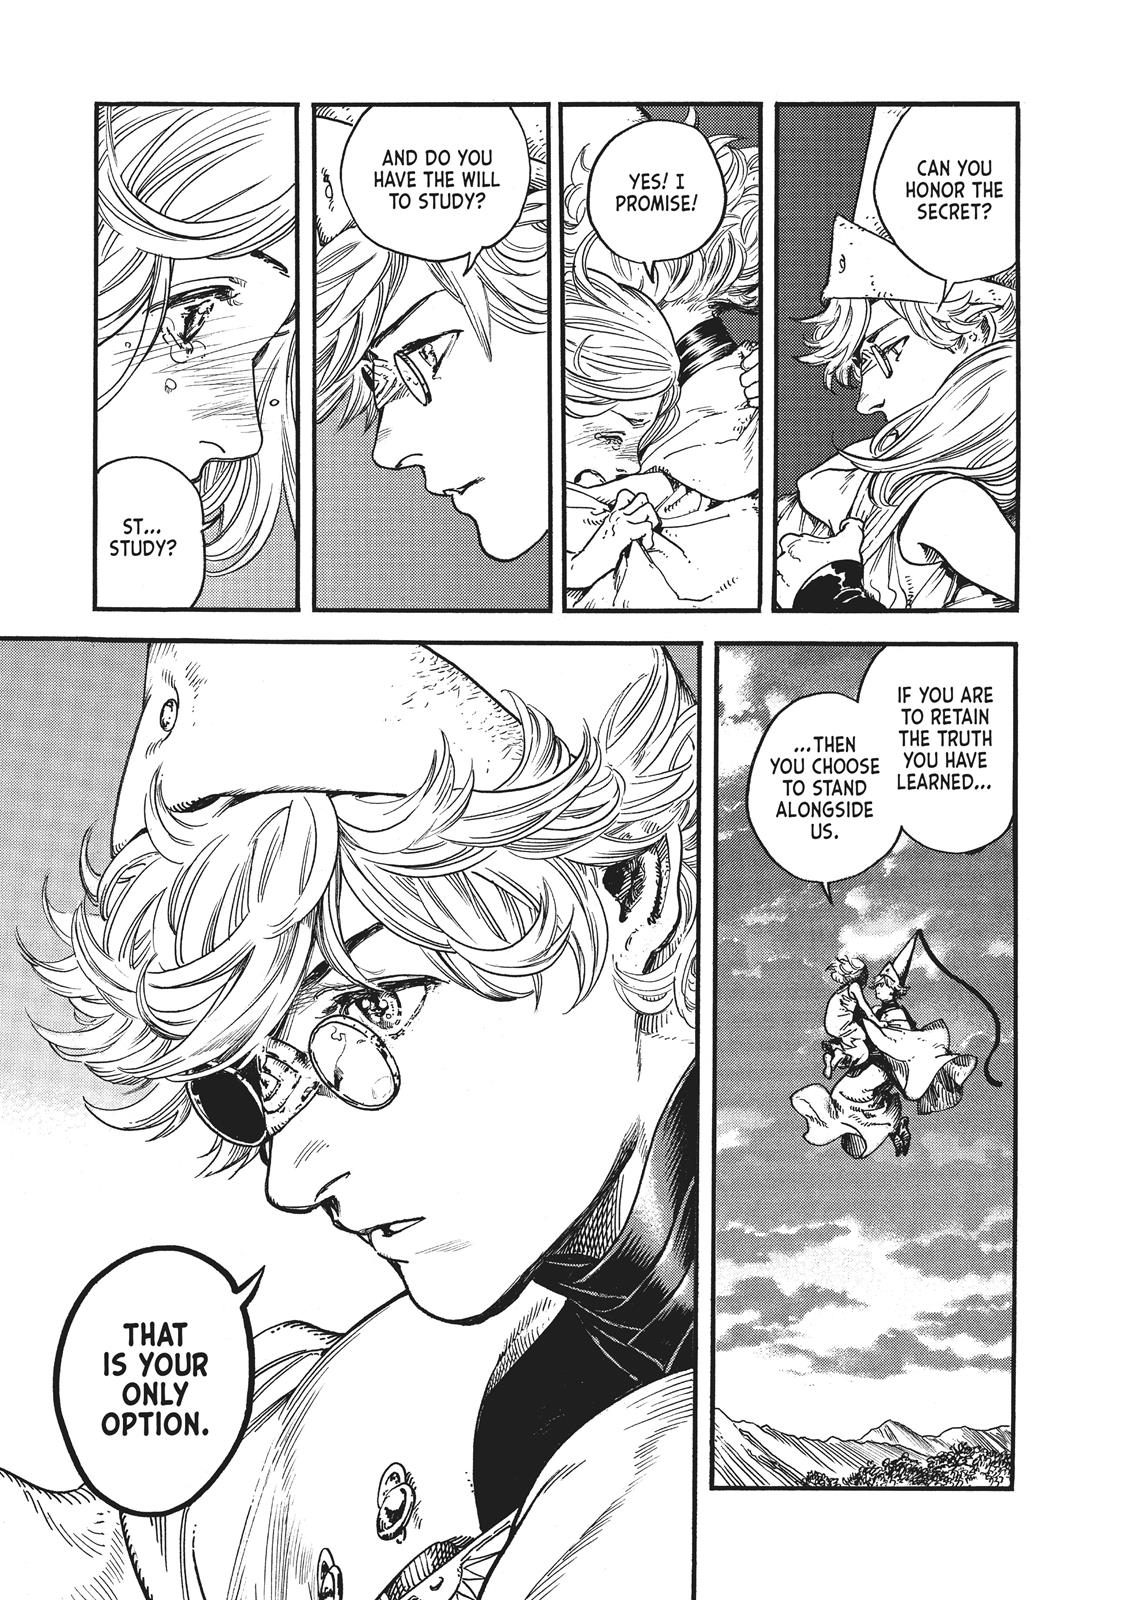 CAN YOU
HONOR THE
SECRET?
YES! I
PROMISE!
AND DO YOU
HAVE THE WILL
TO STUDY?
ST...
STUDY?
IF YOU ARE
TO RETAIN
THE TRUTH
YOU HAVE
LEARNED...
...THEN
YOU CHOOSE
TO STAND
ALONGSIDE
US.
THAT
IS YOUR
ONLY
OPTION.